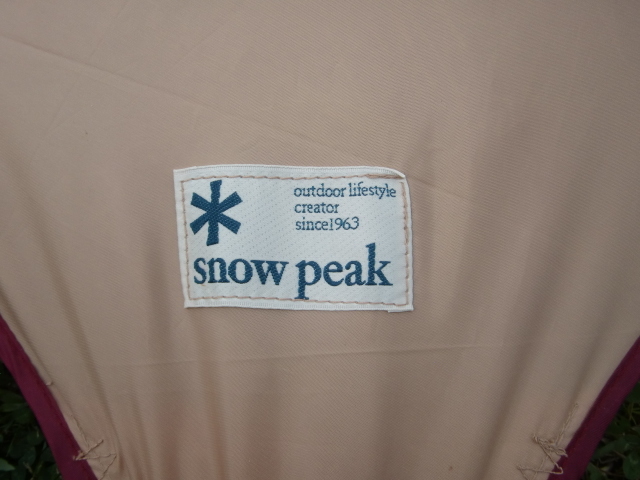 outdoor lifestyle
creator
since1963
snow peak